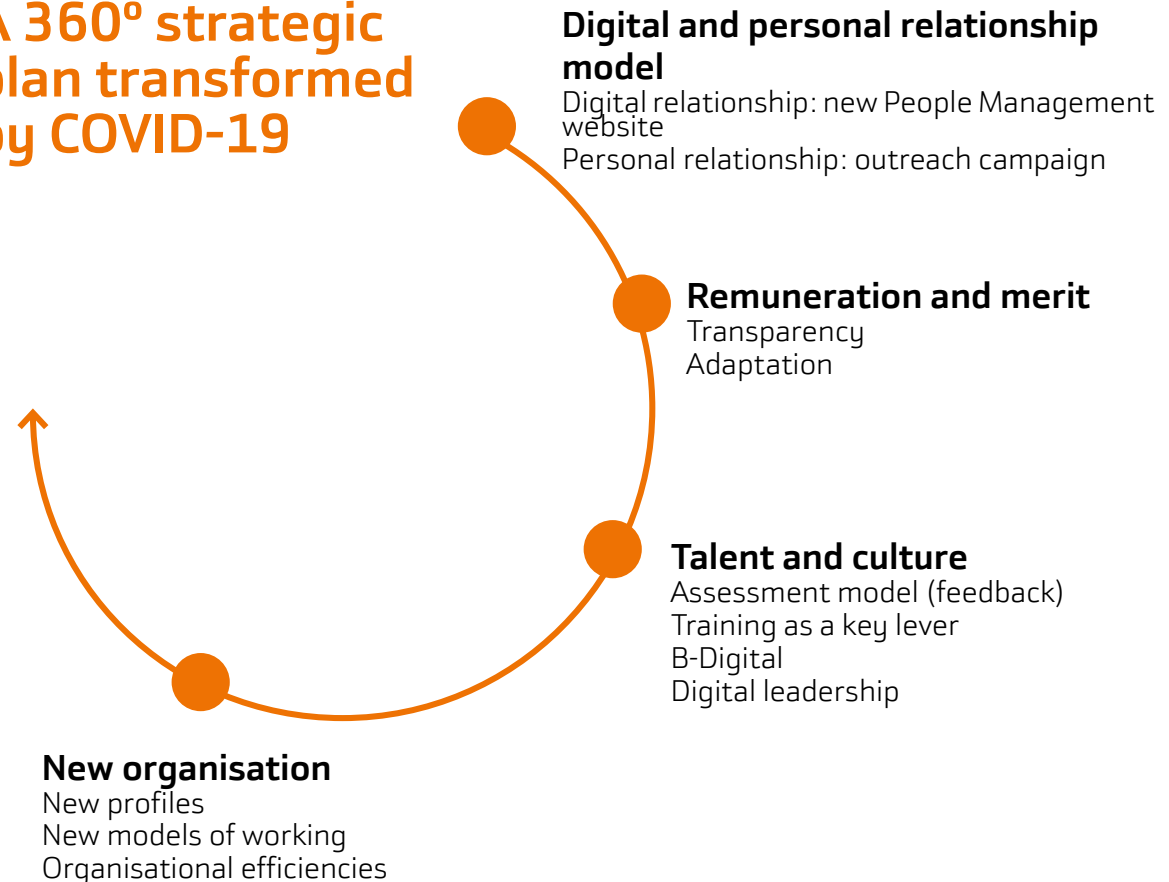 A 360º strategic
plan transformed
by COVID-19
Digital and personal relationship
model
Digital relationship: new People Management
website
Personal relationship: outreach campaign
Remuneration and merit
Transparency
Adaptation
Talent and culture
Assessment model (feedback)
Training as a key lever
B-Digital
Digital leadership
New organisation
New profiles
New models of working
Organisational efficiencies